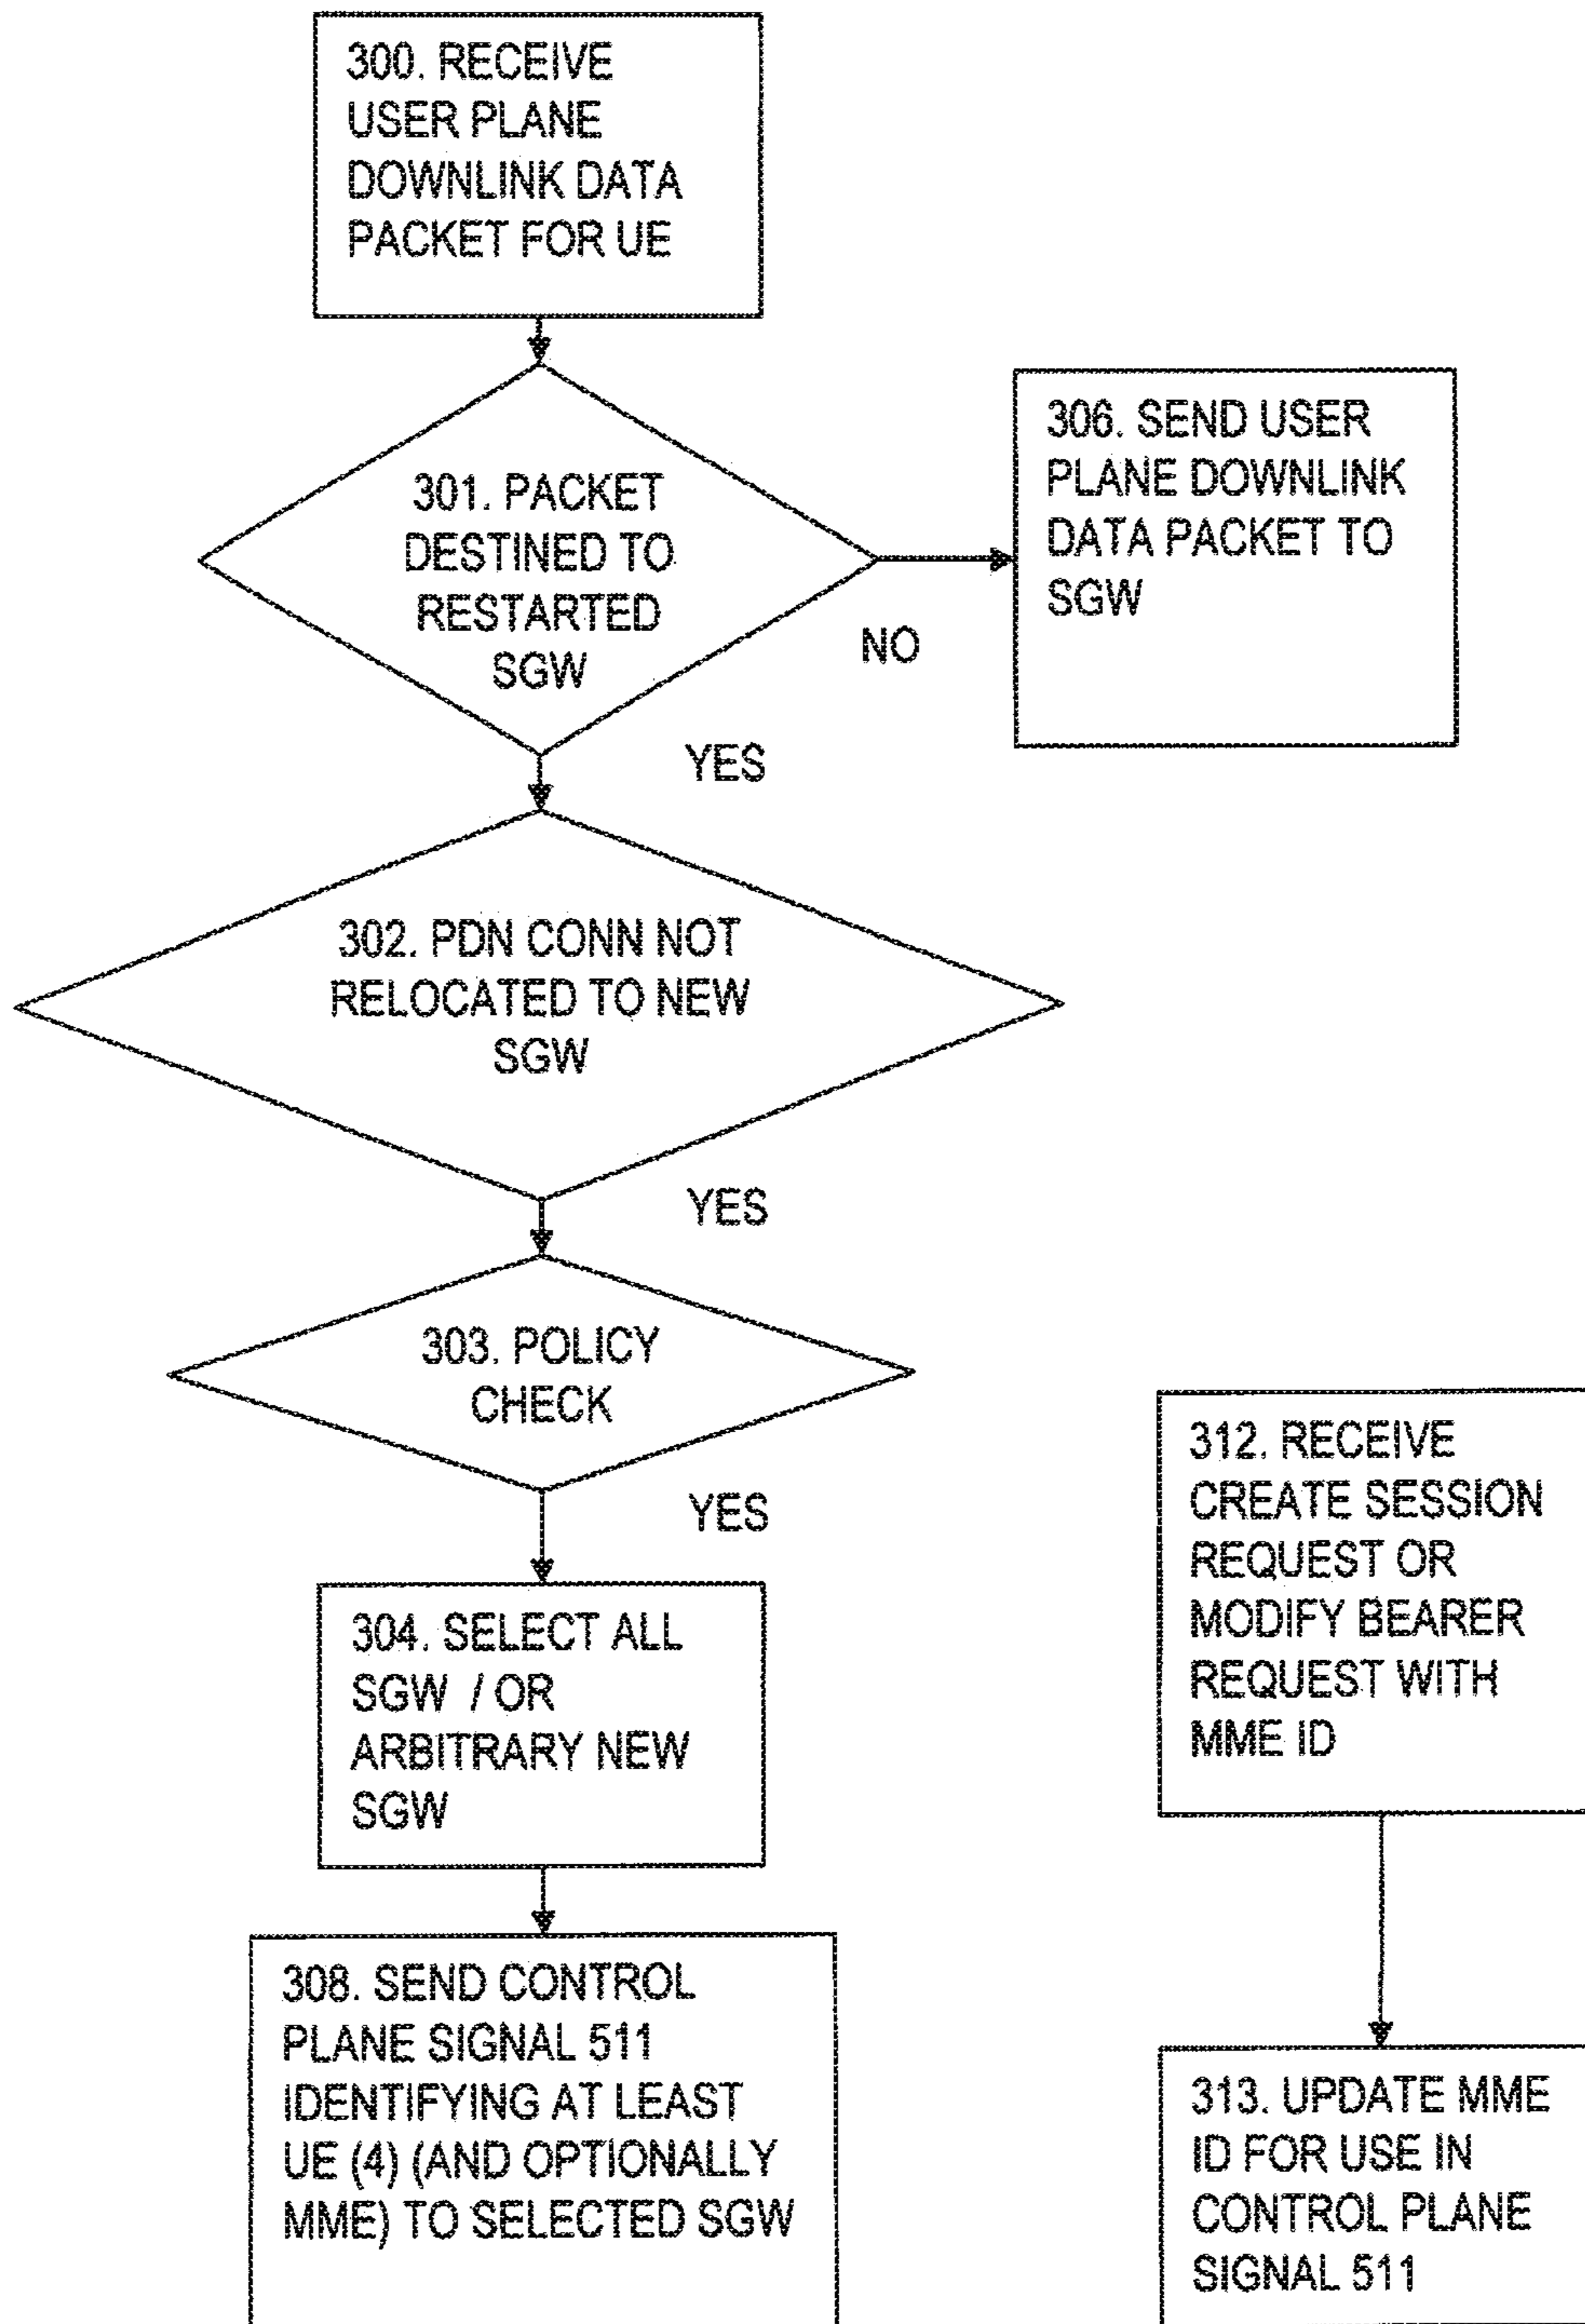 300. RECEIVE
USER PLANE
DOWNLINK DATA
PACKET FOR UE
301. PACKET
DESTINED TO
RESTARTED
SGW
NO
YES
306. SEND USER
PLANE DOWNLINK
DATA PACKET TO
SGW
302. PDN CONN NOT
RELOCATED TO NEW
SGW
YES
303. POLICY
CHECK
YES
304. SELECT ALL
SGW / OR
ARBITRARY NEW
SGW
308. SEND CONTROL
PLANE SIGNAL 511
IDENTIFYING AT LEAST
UE (4) (AND OPTIONALLY
MME) TO SELECTED SGW
312. RECEIVE
CREATE SESSION
REQUEST OR
MODIFY BEARER
REQUEST WITH
MME ID
313. UPDATE MME
ID FOR USE IN
CONTROL PLANE
SIGNAL 511